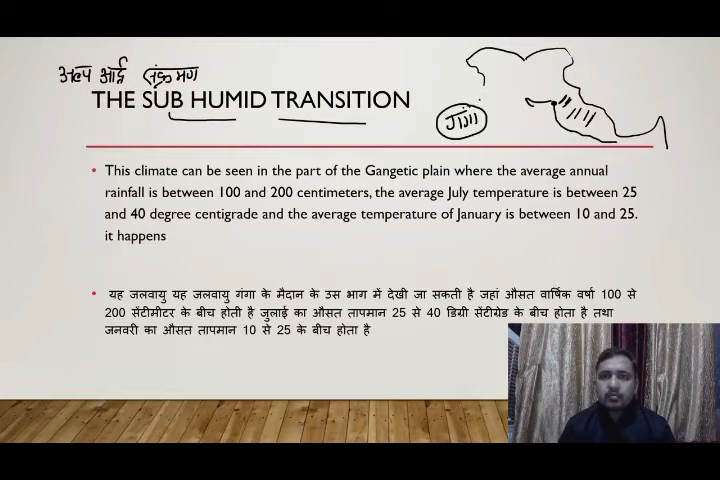 अल्प आर्द्र संक्रमण
THE SUB HUMID TRANSITION
गंगा
• This climate can be seen in the part of the Gangetic plain where the average annual
rainfall is between 100 and 200 centimeters, the average July temperature is between 25
and 40 degree centigrade and the average temperature of January is between 10 and 25.
it happens
• यह जलवायु यह जलवायु गंगा के मैदान के उस भाग में देखी जा सकती है जहां औसत वार्षिक वर्षा 100 से
200 सेंटीमीटर के बीच होती है जुलाई का औसत तापमान 25 से 40 डिग्री सेंटीग्रेड के बीच होता है तथा
जनवरी का औसत तापमान 10 से 25 के बीच होता है